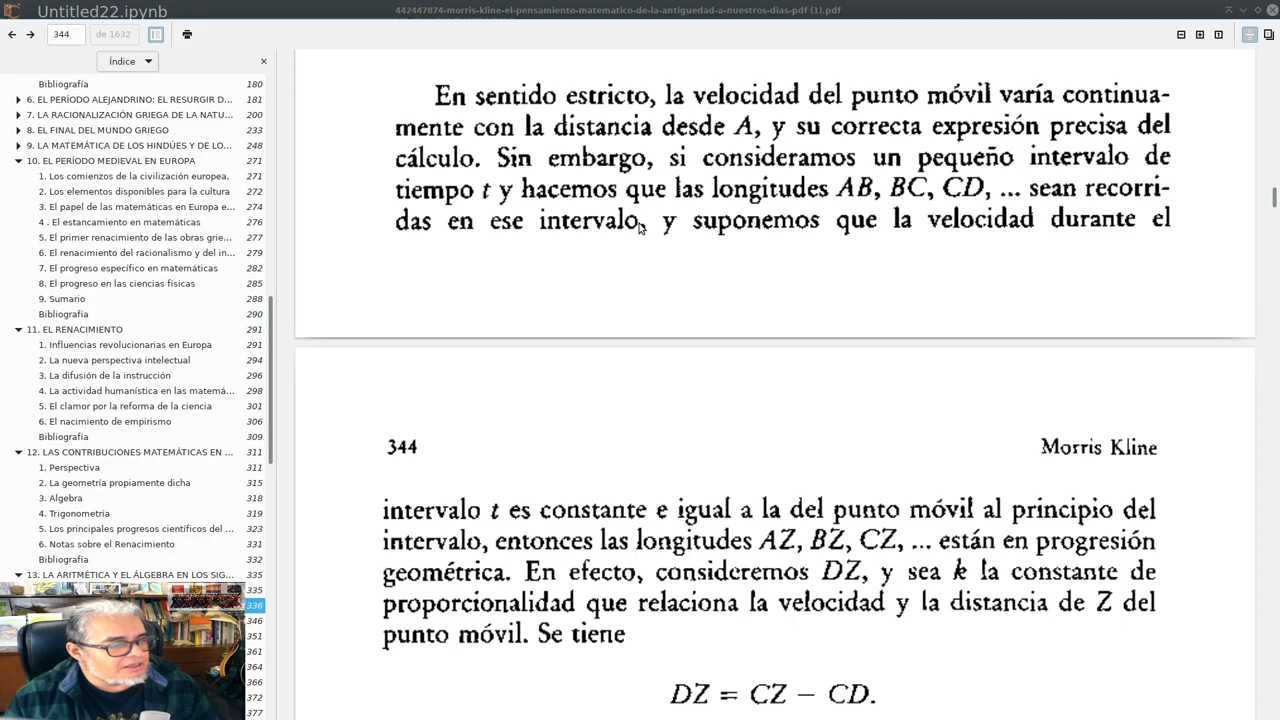 Untitled22.ipynb
442447874-morris-kline-el-pensamiento-matematico-de-la-antiguedad-a-nuestros-dias-pdf (1).pdf
344
de 1632
Índice
Bibliografía 180
6. EL PERÍODO ALEJANDRINO: EL RESURGIR D... 181
7. LA RACIONALIZACIÓN GRIEGA DE LA NATU... 200
8. EL FINAL DEL MUNDO GRIEGO 233
9. LA MATEMÁTICA DE LOS HINDÚES Y DE LO... 248
10. EL PERÍODO MEDIEVAL EN EUROPA 271
1. Los comienzos de la civilización europea, 271
2. Los elementos disponibles para la cultura 272
3. El papel de las matemáticas en Europa e... 274
4 . El estancamiento en matemáticas 276
5. El primer renacimiento de las obras grie... 277
6. El renacimiento del racionalismo y del in... 279
7. El progreso específico en matemáticas 282
8. El progreso en las ciencias físicas 285
9. Sumario 288
Bibliografía 290
11. EL RENACIMIENTO 291
1. Influencias revolucionarias en Europa 291
2. La nueva perspectiva intelectual 294
3. La difusión de la instrucción 296
4. La actividad humanística en las matemá... 298
5. El clamor por la reforma de la ciencia 301
6. El nacimiento de empirismo 306
Bibliografía 309
12. LAS CONTRIBUCIONES MATEMÁTICAS EN ... 311
1. Perspectiva 311
2. La geometría propiamente dicha 315
3. Algebra 318
4. Trigonometría 319
5. Los principales progresos científicos del ... 323
6. Notas sobre el Renacimiento 331
Bibliografía 332
13. LA ARITMÉTICA Y EL ÁLGEBRA EN LOS SIG... 335
335
336
346
351
361
364
366
372
377
En sentido estricto, la velocidad del punto móvil varía continua-
mente con la distancia desde A, y su correcta expresión precisa del
cálculo. Sin embargo, si consideramos un pequeño intervalo de
tiempo t y hacemos que las longitudes AB, BC, CD, ... sean recorri-
das en ese intervalo, y suponemos que la velocidad durante el
344 Morris Kline
intervalo t es constante e igual a la del punto móvil al principio del
intervalo, entonces las longitudes AZ, BZ, CZ, ... están en progresión
geométrica. En efecto, consideremos DZ, y sea k la constante de
proporcionalidad que relaciona la velocidad y la distancia de Z del
punto móvil. Se tiene
DZ = CZ − CD.